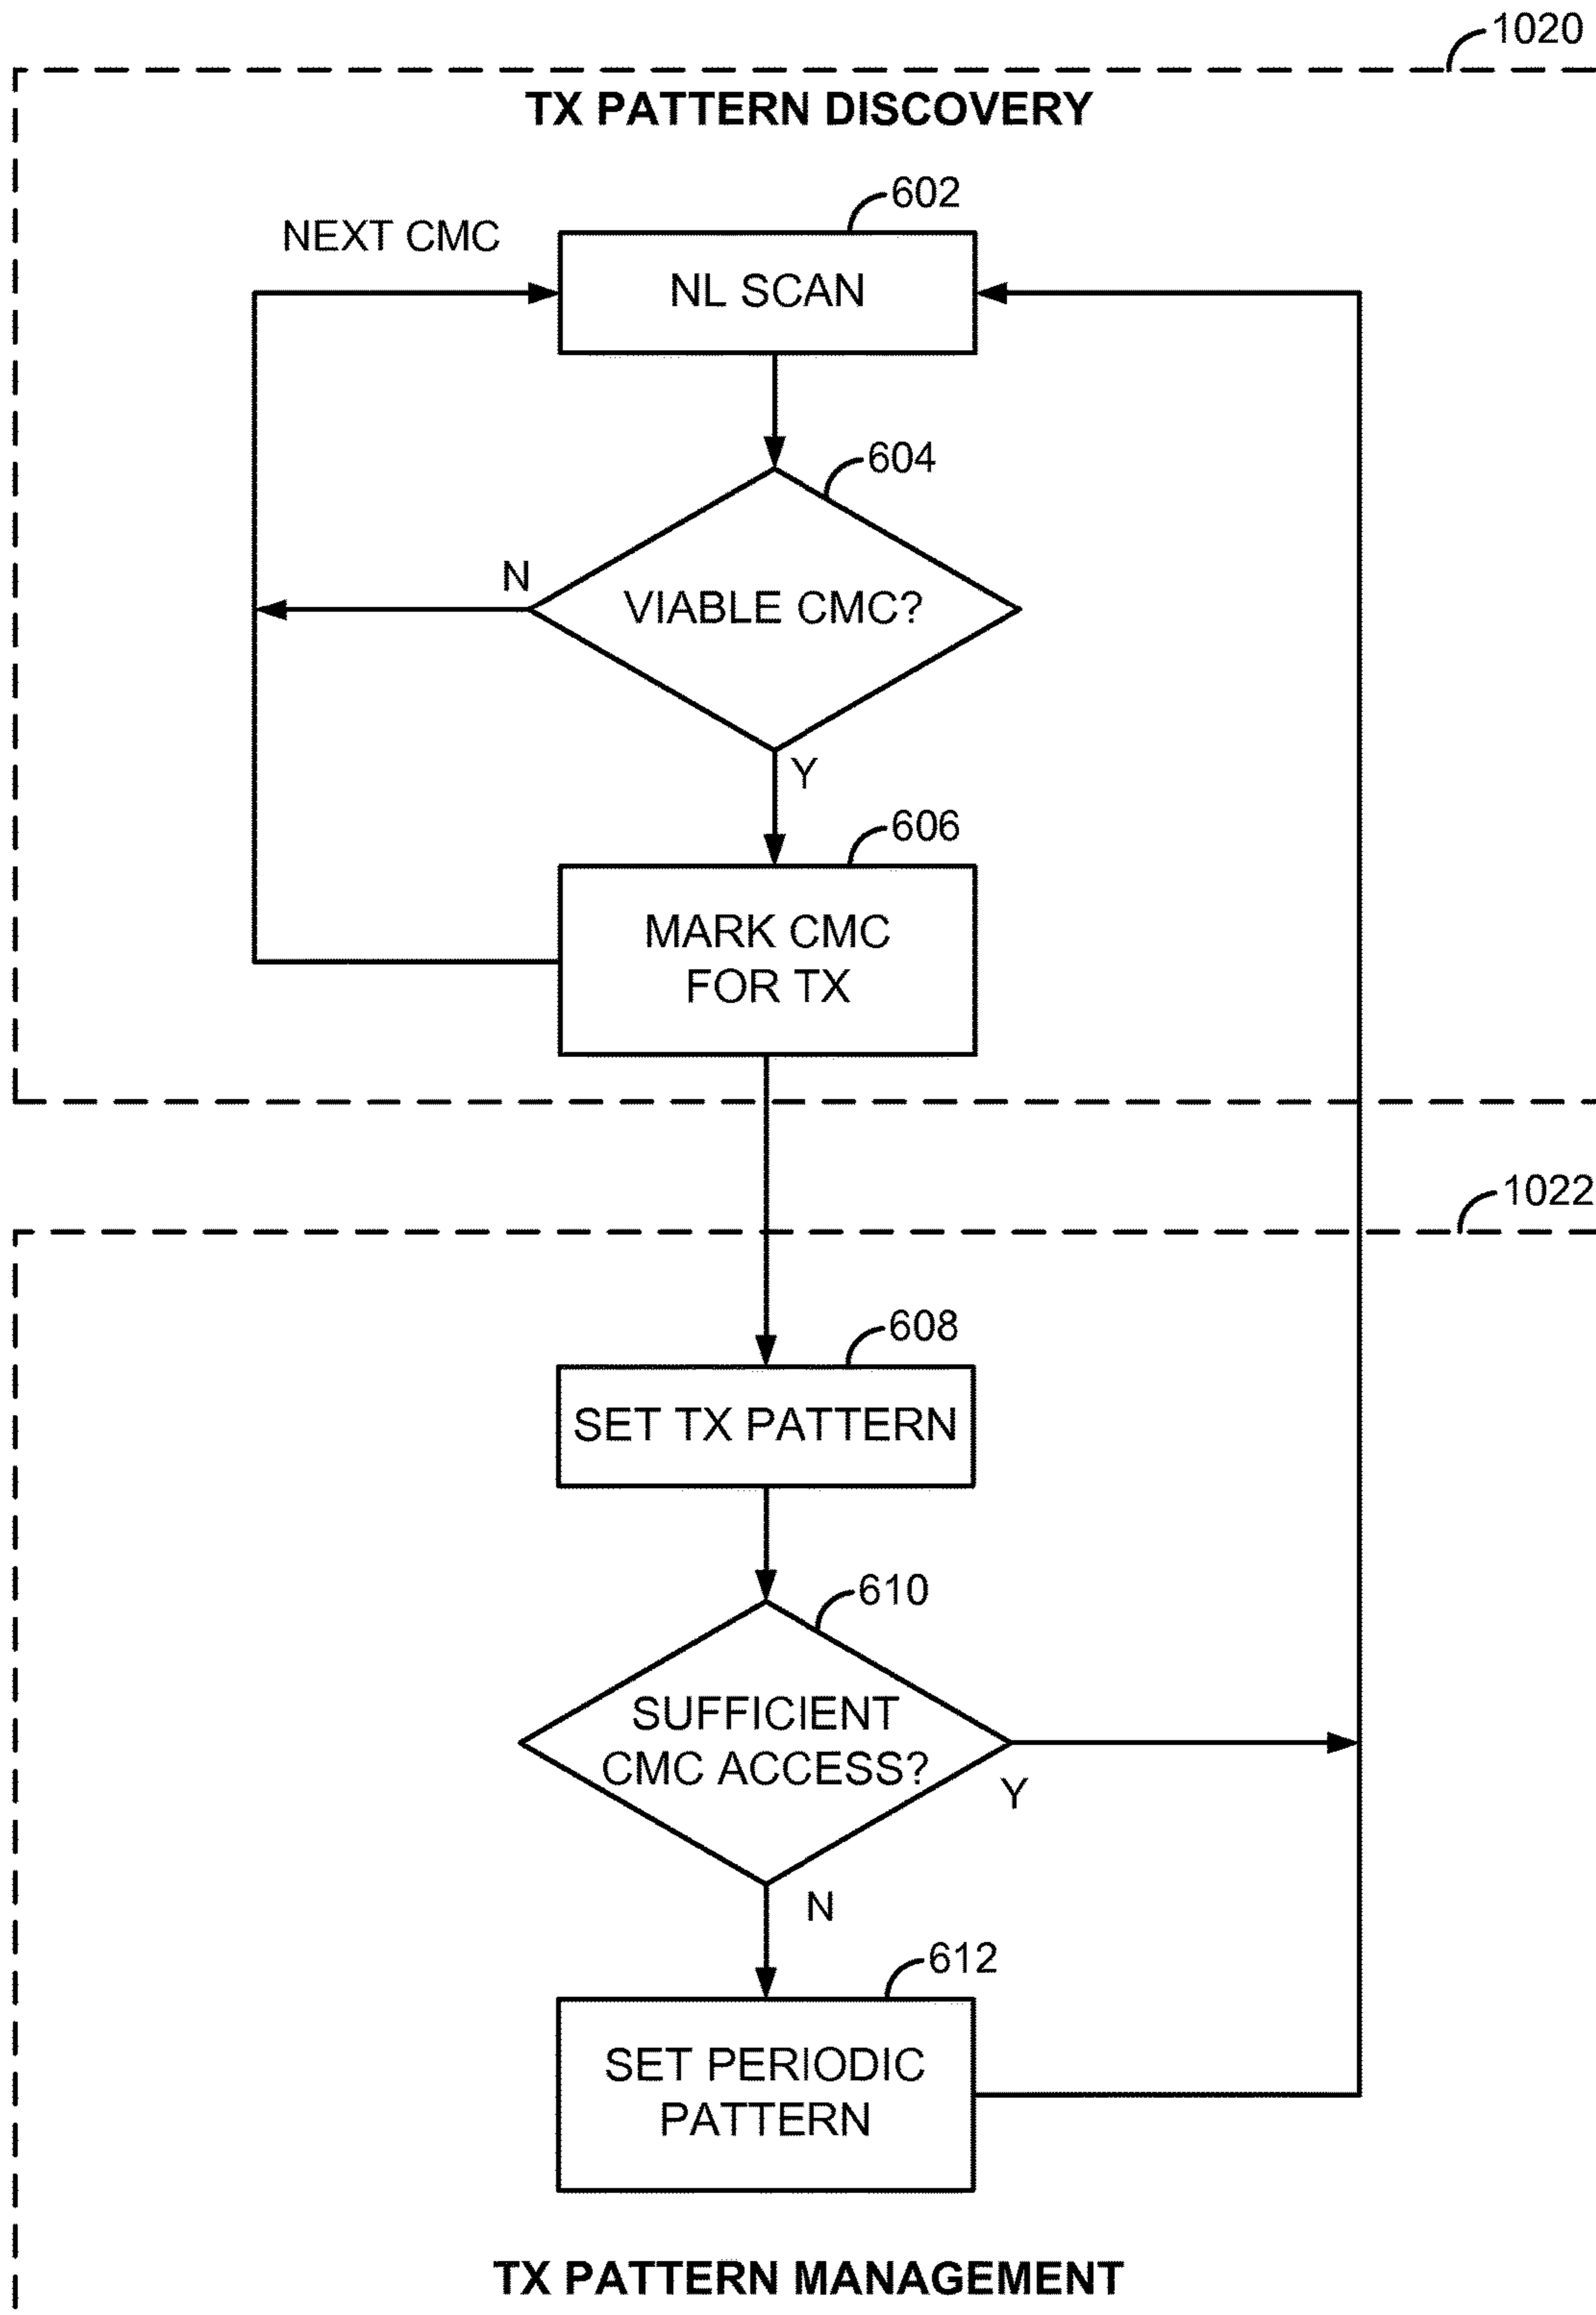 1020
TX PATTERN DISCOVERY
602
NEXT CMC
NL SCAN
604
N
VIABLE CMC?
Y
606
MARK CMC
FOR TX
1022
608
SET TX PATTERN
610
SUFFICIENT
CMC ACCESS?
Y
N
612
SET PERIODIC
PATTERN
TX PATTERN MANAGEMENT